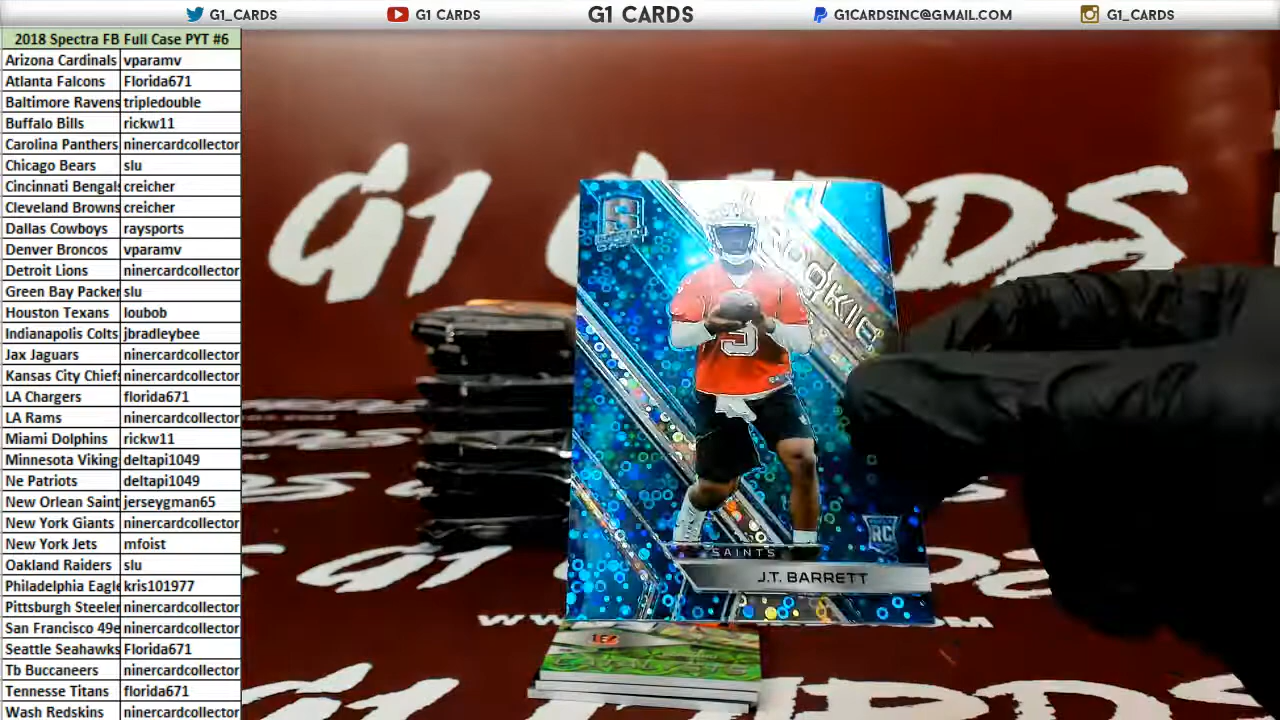 G1_CARDS
G1 CARDS
G1 CARDS
G1CARDSINC@GMAIL.COM
G1_CARDS
2018 Spectra FB Full Case PYT #6
Arizona Cardinals vparamv
Atlanta Falcons Florida671
Baltimore Ravens tripledouble
Buffalo Bills rickw11
Carolina Panthers ninercardcollector
Chicago Bears slu
Cincinnati Bengals creicher
Cleveland Browns creicher
Dallas Cowboys raysports
Denver Broncos vparamv
Detroit Lions ninercardcollector
Green Bay Packer slu
Houston Texans loubob
Indianapolis Colts jbradleybee
Jax Jaguars ninercardcollector
Kansas City Chiefs ninercardcollector
LA Chargers florida671
LA Rams ninercardcollector
Miami Dolphins rickw11
Minnesota Viking deltapi1049
Ne Patriots deltapi1049
New Orlean Saint jerseygman65
New York Giants ninercardcollector
New York Jets mfoist
Oakland Raiders slu
Philadelphia Eagle kris101977
Pittsburgh Steeler ninercardcollector
San Francisco 49e ninercardcollector
Seattle Seahawks Florida671
Tb Buccaneers ninercardcollector
Tennesse Titans florida671
Wash Redskins ninercardcollector
G1 CARDS
ROOKIE
5
RC
SAINTS
J.T. BARRETT